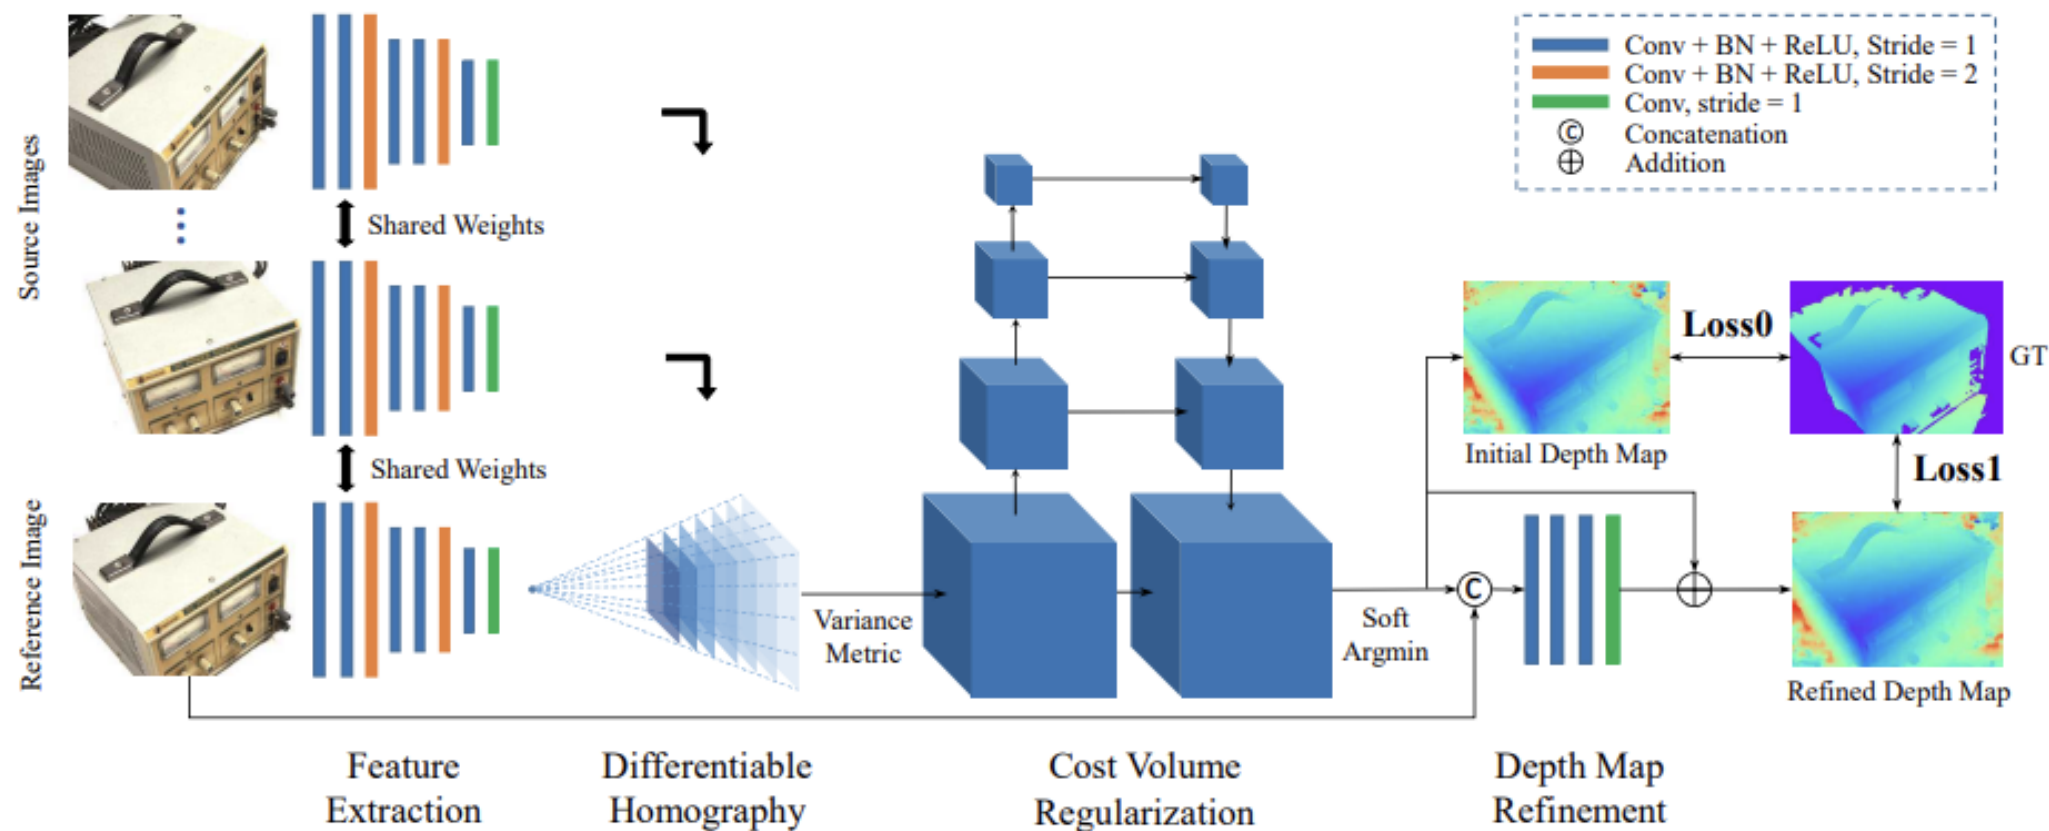 Source Images
Reference Image
Shared Weights
Shared Weights
Conv + BN + ReLU, Stride = 1
Conv + BN + ReLU, Stride = 2
Conv, stride = 1
C
Concatenation
Addition
Variance
Metric
Soft
Argmin
C
Initial Depth Map
Loss0
GT
Loss1
Refined Depth Map
Feature
Extraction
Differentiable
Homography
Cost Volume
Regularization
Depth Map
Refinement